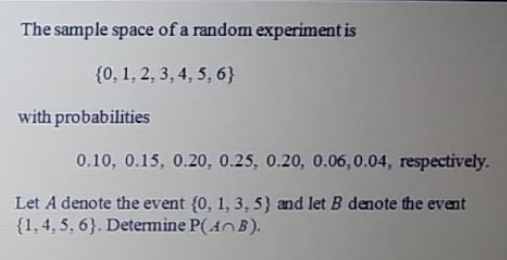 The sample space of a random experiment is
{0, 1, 2, 3, 4, 5, 6}
with probabilities
0.10, 0.15, 0.20, 0.25, 0.20, 0.06,0.04, respectively.
Let A denote the event {0, 1, 3, 5} and let B denote the event
{1, 4, 5, 6}. Determine P(A∩B).